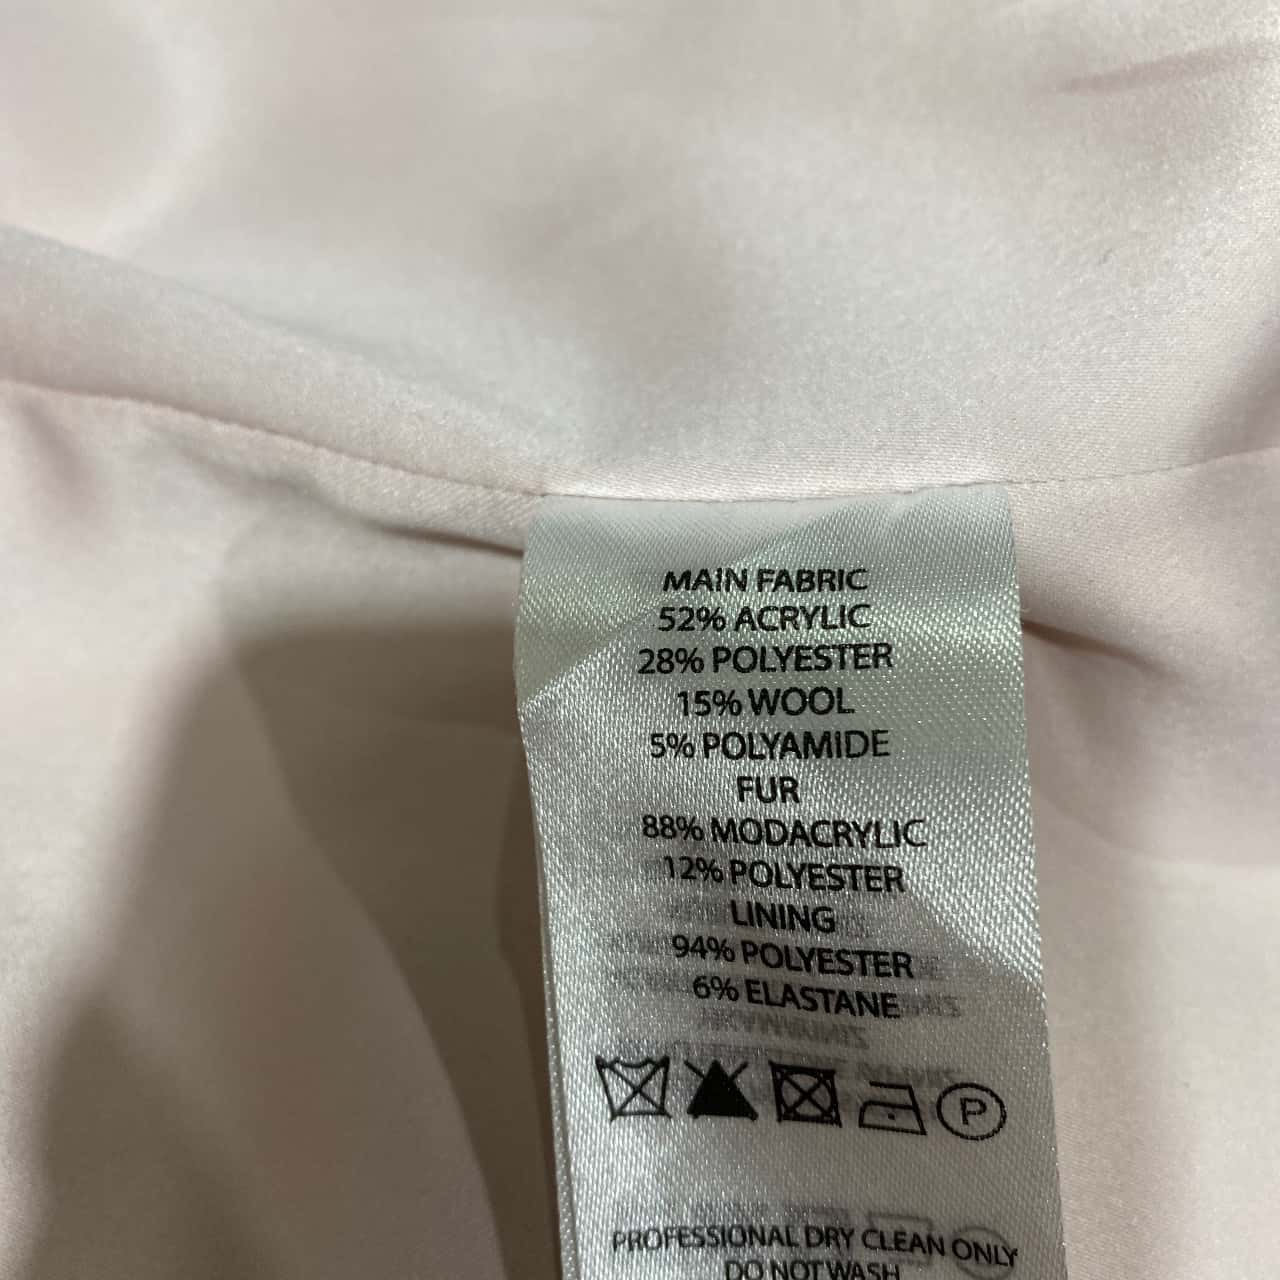 MAIN FABRIC
52% ACRYLIC
28% POLYESTER
15% WOOL
5% POLYAMIDE
FUR
88% MODACRYLIC
12% POLYESTER
LINING
94% POLYESTER
6% ELASTANE
P
PROFESSIONAL DRY CLEAN ONLY
DO NOT WASH